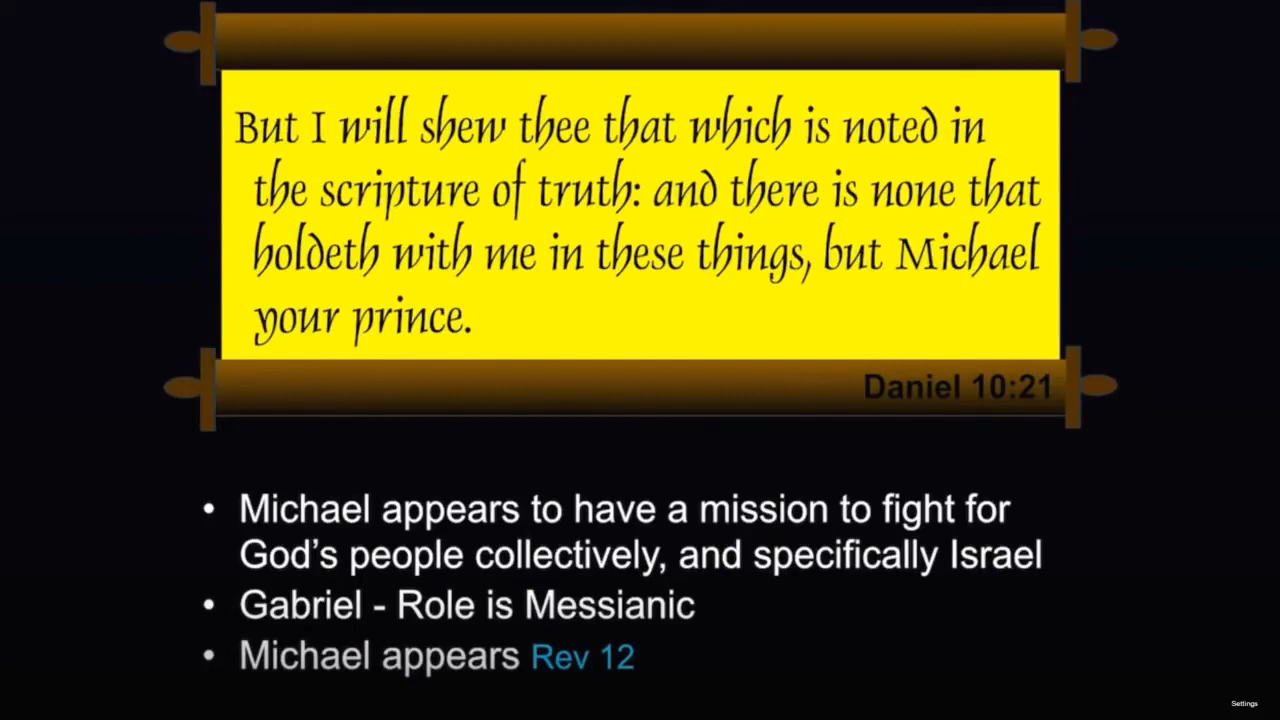 But I will shew thee that which is noted in
the scripture of truth: and there is none that
holdeth with me in these things, but Michael
your prince.
Daniel 10:21
• Michael appears to have a mission to fight for
God's people collectively, and specifically Israel
• Gabriel - Role is Messianic
• Michael appears Rev 12
Settings